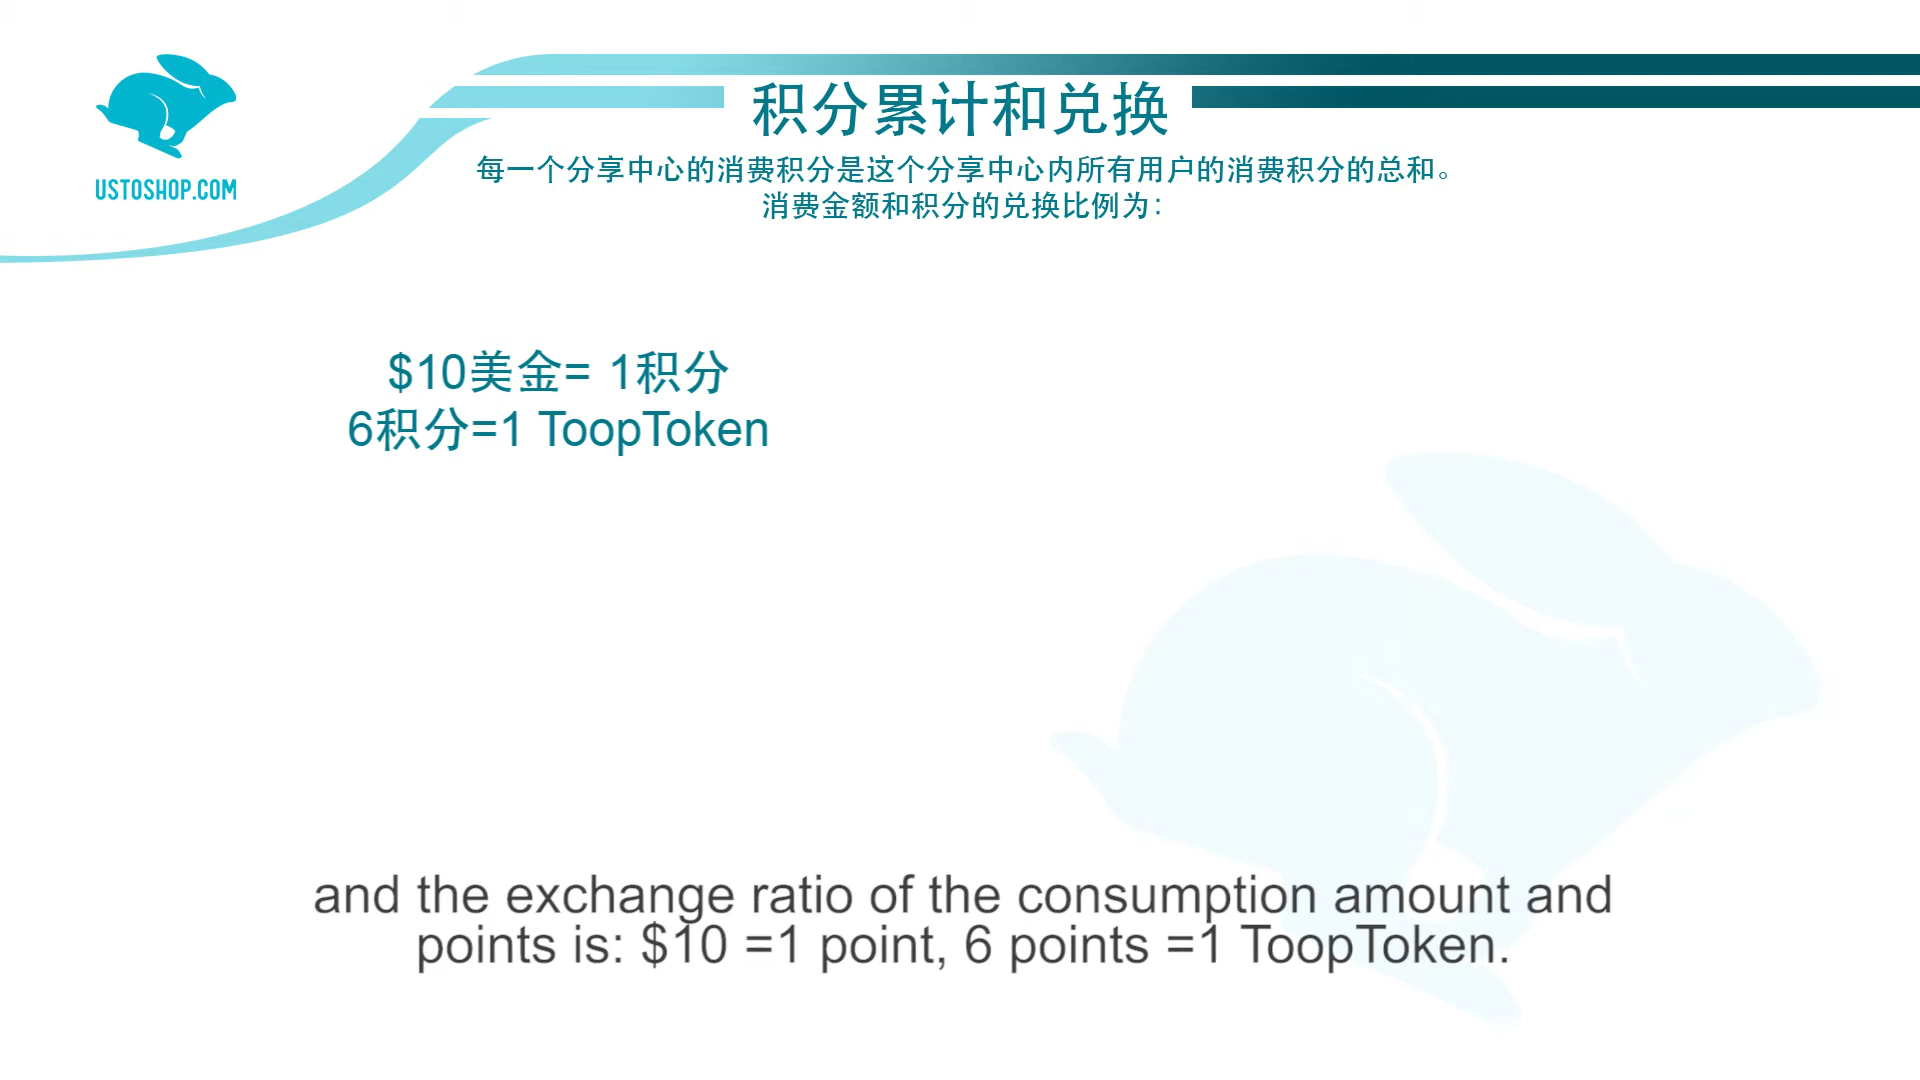 USTOSHOP.COM
积分累计和兑换
每一个分享中心的消费积分是这个分享中心内所有用户的消费积分的总和。
消费金额和积分的兑换比例为:
$10美金= 1积分
6积分=1 ToopToken
and the exchange ratio of the consumption amount and
points is: $10 =1 point, 6 points =1 ToopToken.